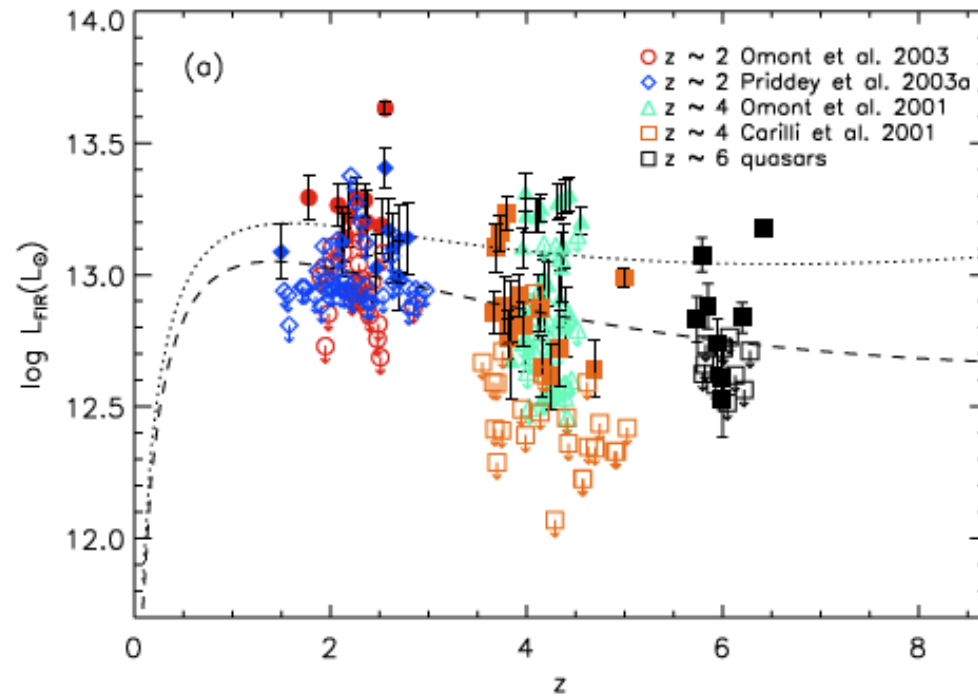 14.0
(a)
z ~ 2 Omont et al. 2003
z ~ 2 Priddey et al. 2003a
z ~ 4 Omont et al. 2001
z ~ 4 Carilli et al. 2001
z ~ 6 quasars
13.5
13.0
12.5
12.0
log L_FIR(L_⊙)
0 2 4 6 8
z